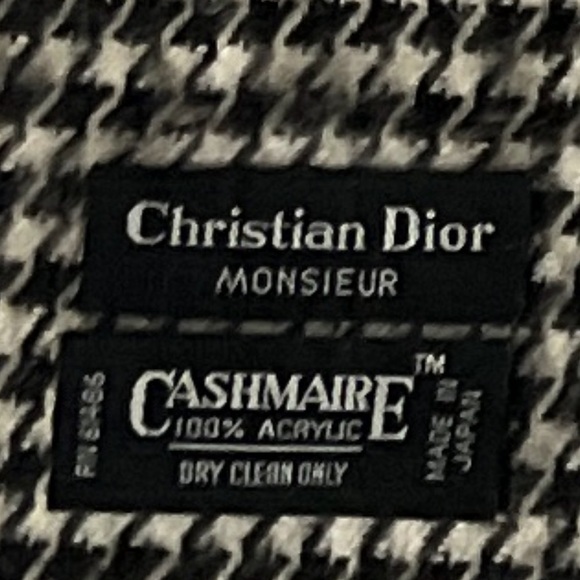 Christian Dior
MONSIEUR
CASHMAIRE™
100% ACRYLIC
DRY CLEAN ONLY
MADE IN
JAPAN